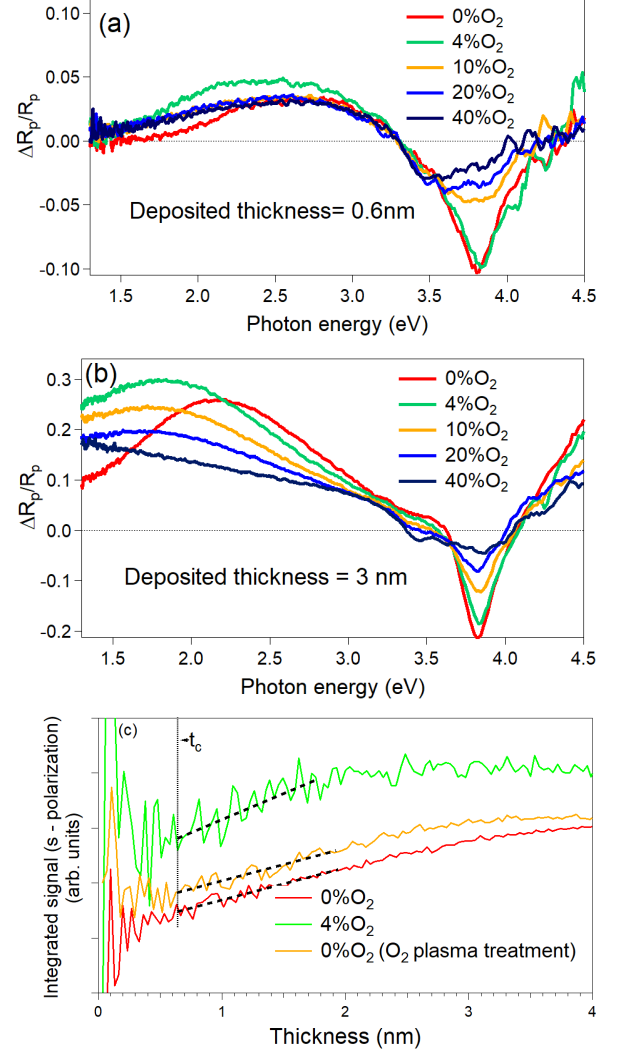 (a)
0%O₂
4%O₂
10%O₂
20%O₂
40%O₂
0.05
0.00
-0.05
-0.10
ΔRₚ/Rₚ
Deposited thickness= 0.6nm
1.5 2.0 2.5 3.0 3.5 4.0 4.5
Photon energy (eV)
(b)
0%O₂
4%O₂
10%O₂
20%O₂
40%O₂
0.3
0.2
0.1
0.0
-0.1
-0.2
ΔRₚ/Rₚ
Deposited thickness = 3 nm
1.5 2.0 2.5 3.0 3.5 4.0 4.5
Photon energy (eV)
(c)
t_c
Integrated signal (s - polarization)
(arb. units)
0%O₂
4%O₂
0%O₂ (O₂ plasma treatment)
0 1 2 3 4
Thickness (nm)